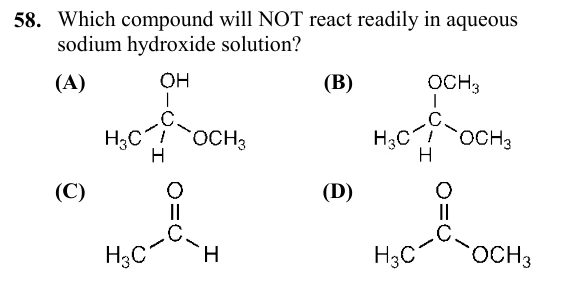 58. Which compound will NOT react readily in aqueous
sodium hydroxide solution?
(A)
OH
C
H₃C
OCH₃
H
(B)
OCH₃
C
H₃C
OCH₃
H
(C)
O
C
H₃C
H
(D)
O
C
H₃C
OCH₃